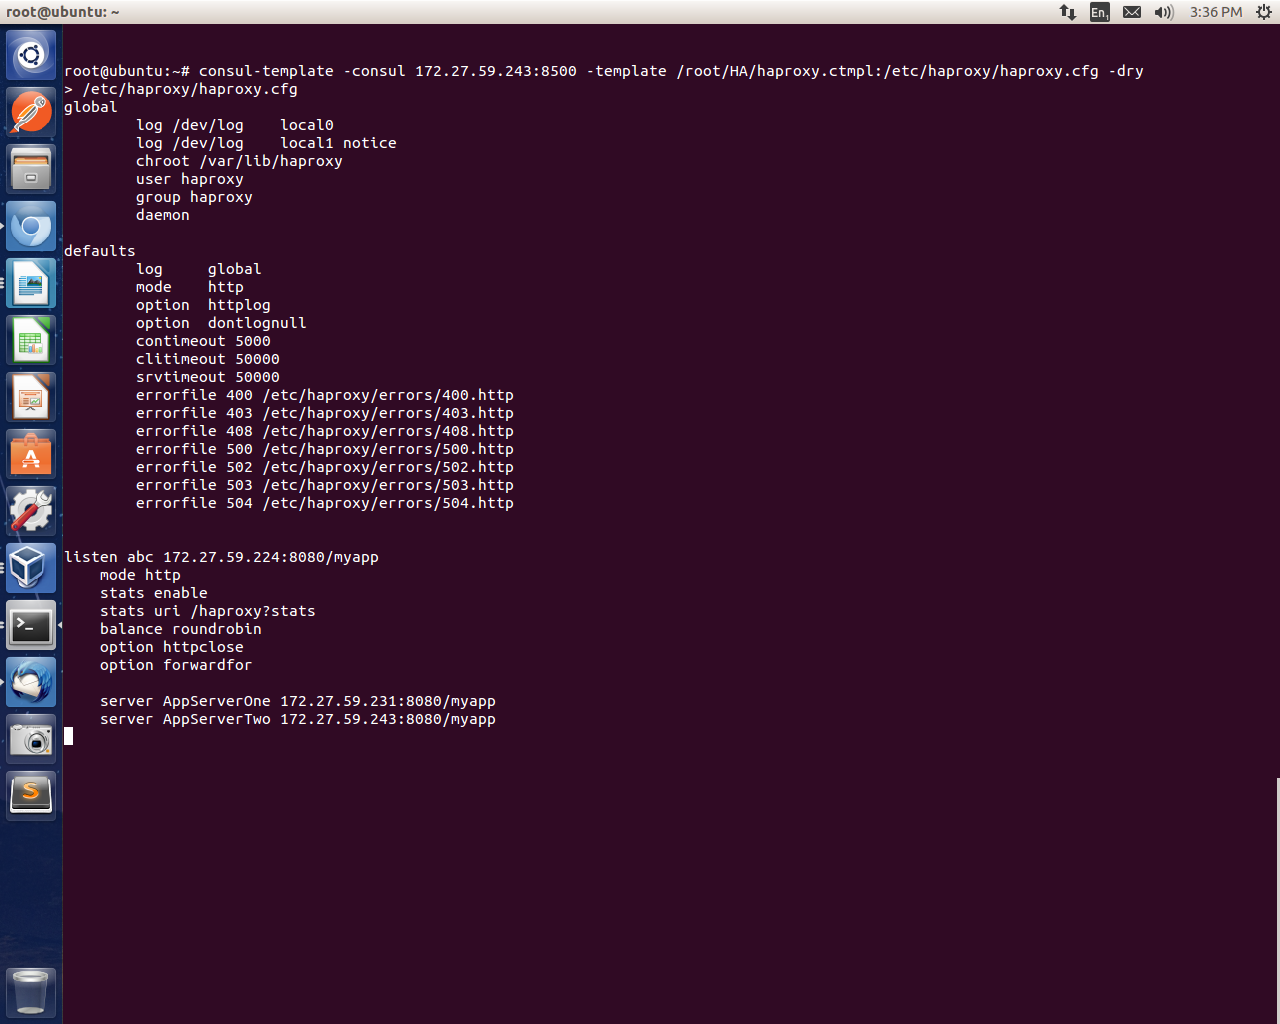 root@ubuntu: ~
En1
3:36 PM
root@ubuntu:~# consul-template -consul 172.27.59.243:8500 -template /root/HA/haproxy.ctmpl:/etc/haproxy/haproxy.cfg -dry
> /etc/haproxy/haproxy.cfg
global
        log /dev/log    local0
        log /dev/log    local1 notice
        chroot /var/lib/haproxy
        user haproxy
        group haproxy
        daemon

defaults
        log     global
        mode    http
        option  httplog
        option  dontlognull
        contimeout 5000
        clitimeout 50000
        srvtimeout 50000
        errorfile 400 /etc/haproxy/errors/400.http
        errorfile 403 /etc/haproxy/errors/403.http
        errorfile 408 /etc/haproxy/errors/408.http
        errorfile 500 /etc/haproxy/errors/500.http
        errorfile 502 /etc/haproxy/errors/502.http
        errorfile 503 /etc/haproxy/errors/503.http
        errorfile 504 /etc/haproxy/errors/504.http

listen abc 172.27.59.224:8080/myapp
    mode http
    stats enable
    stats uri /haproxy?stats
    balance roundrobin
    option httpclose
    option forwardfor

    server AppServerOne 172.27.59.231:8080/myapp
    server AppServerTwo 172.27.59.243:8080/myapp